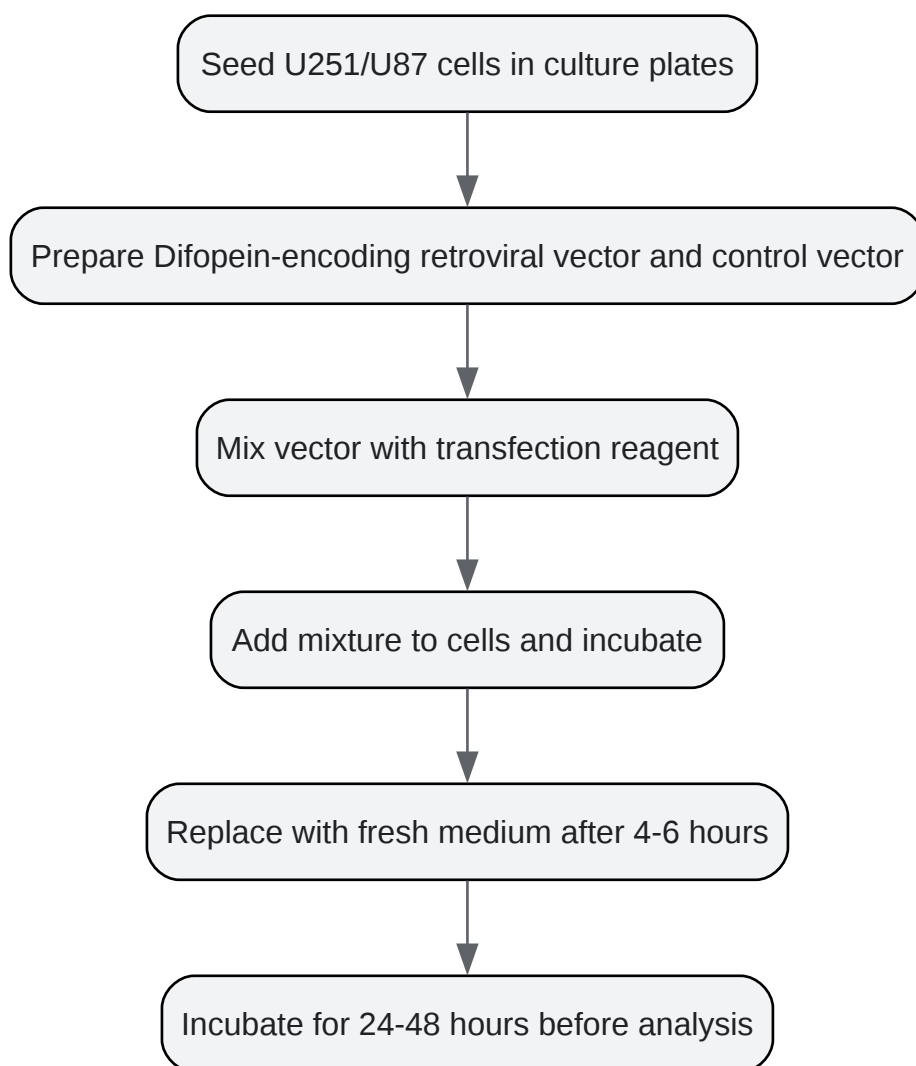 Seed U251/U87 cells in culture plates
Prepare Difopein-encoding retroviral vector and control vector
Mix vector with transfection reagent
Add mixture to cells and incubate
Replace with fresh medium after 4-6 hours
Incubate for 24-48 hours before analysis